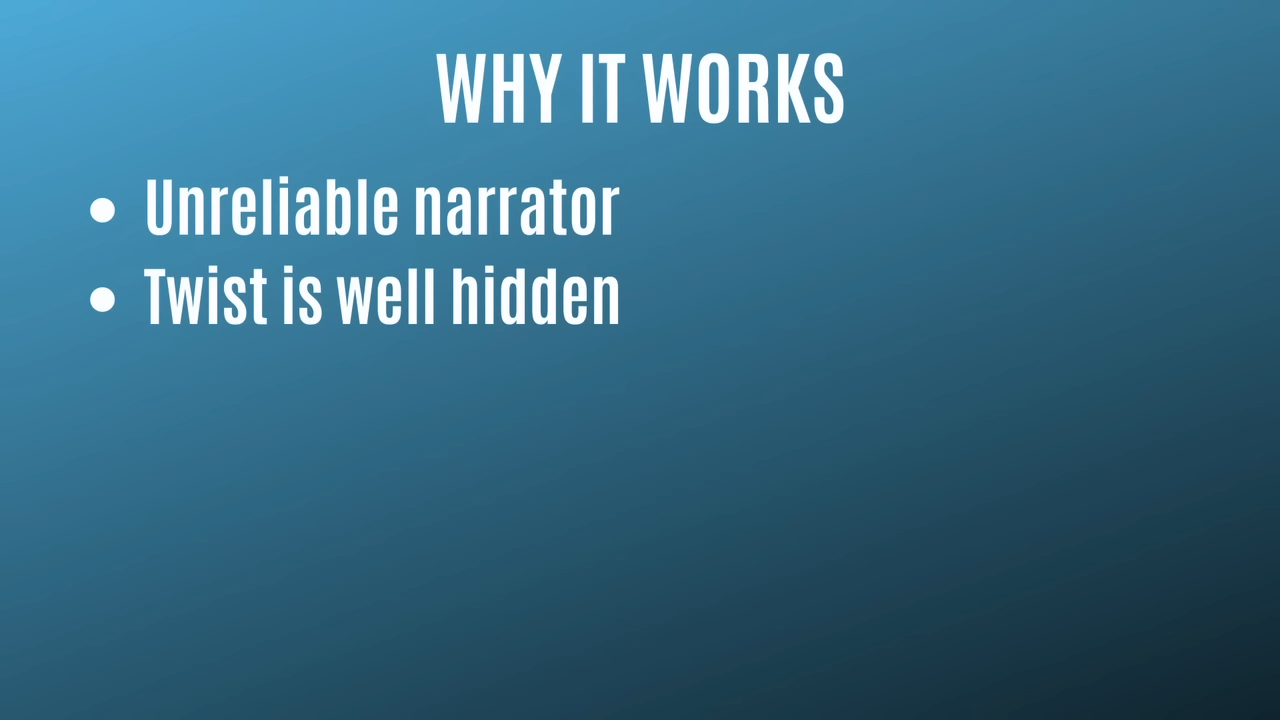 WHY IT WORKS
• Unreliable narrator
• Twist is well hidden